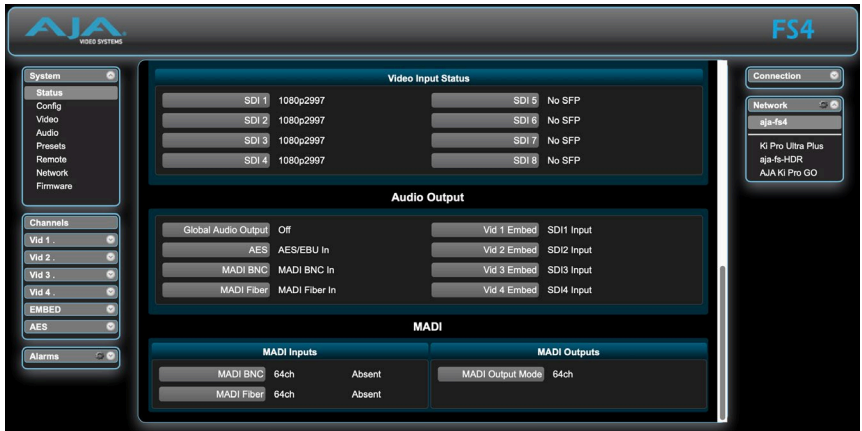 AJA
VIDEO SYSTEMS
FS4
System
Status
Config
Video
Audio
Presets
Remote
Network
Firmware
Channels
Vid 1 .
Vid 2 .
Vid 3 .
Vid 4 .
EMBED
AES
Alarms
Video Input Status
SDI 1 1080p2997 SDI 5 No SFP
SDI 2 1080p2997 SDI 6 No SFP
SDI 3 1080p2997 SDI 7 No SFP
SDI 4 1080p2997 SDI 8 No SFP
Audio Output
Global Audio Output Off Vid 1 Embed SDI1 Input
AES AES/EBU In Vid 2 Embed SDI2 Input
MADI BNC MADI BNC In Vid 3 Embed SDI3 Input
MADI Fiber MADI Fiber In Vid 4 Embed SDI4 Input
MADI
MADI Inputs MADI Outputs
MADI BNC 64ch Absent MADI Output Mode 64ch
MADI Fiber 64ch Absent
Connection
Network
aja-fs4
Ki Pro Ultra Plus
aja-fs-HDR
AJA Ki Pro GO